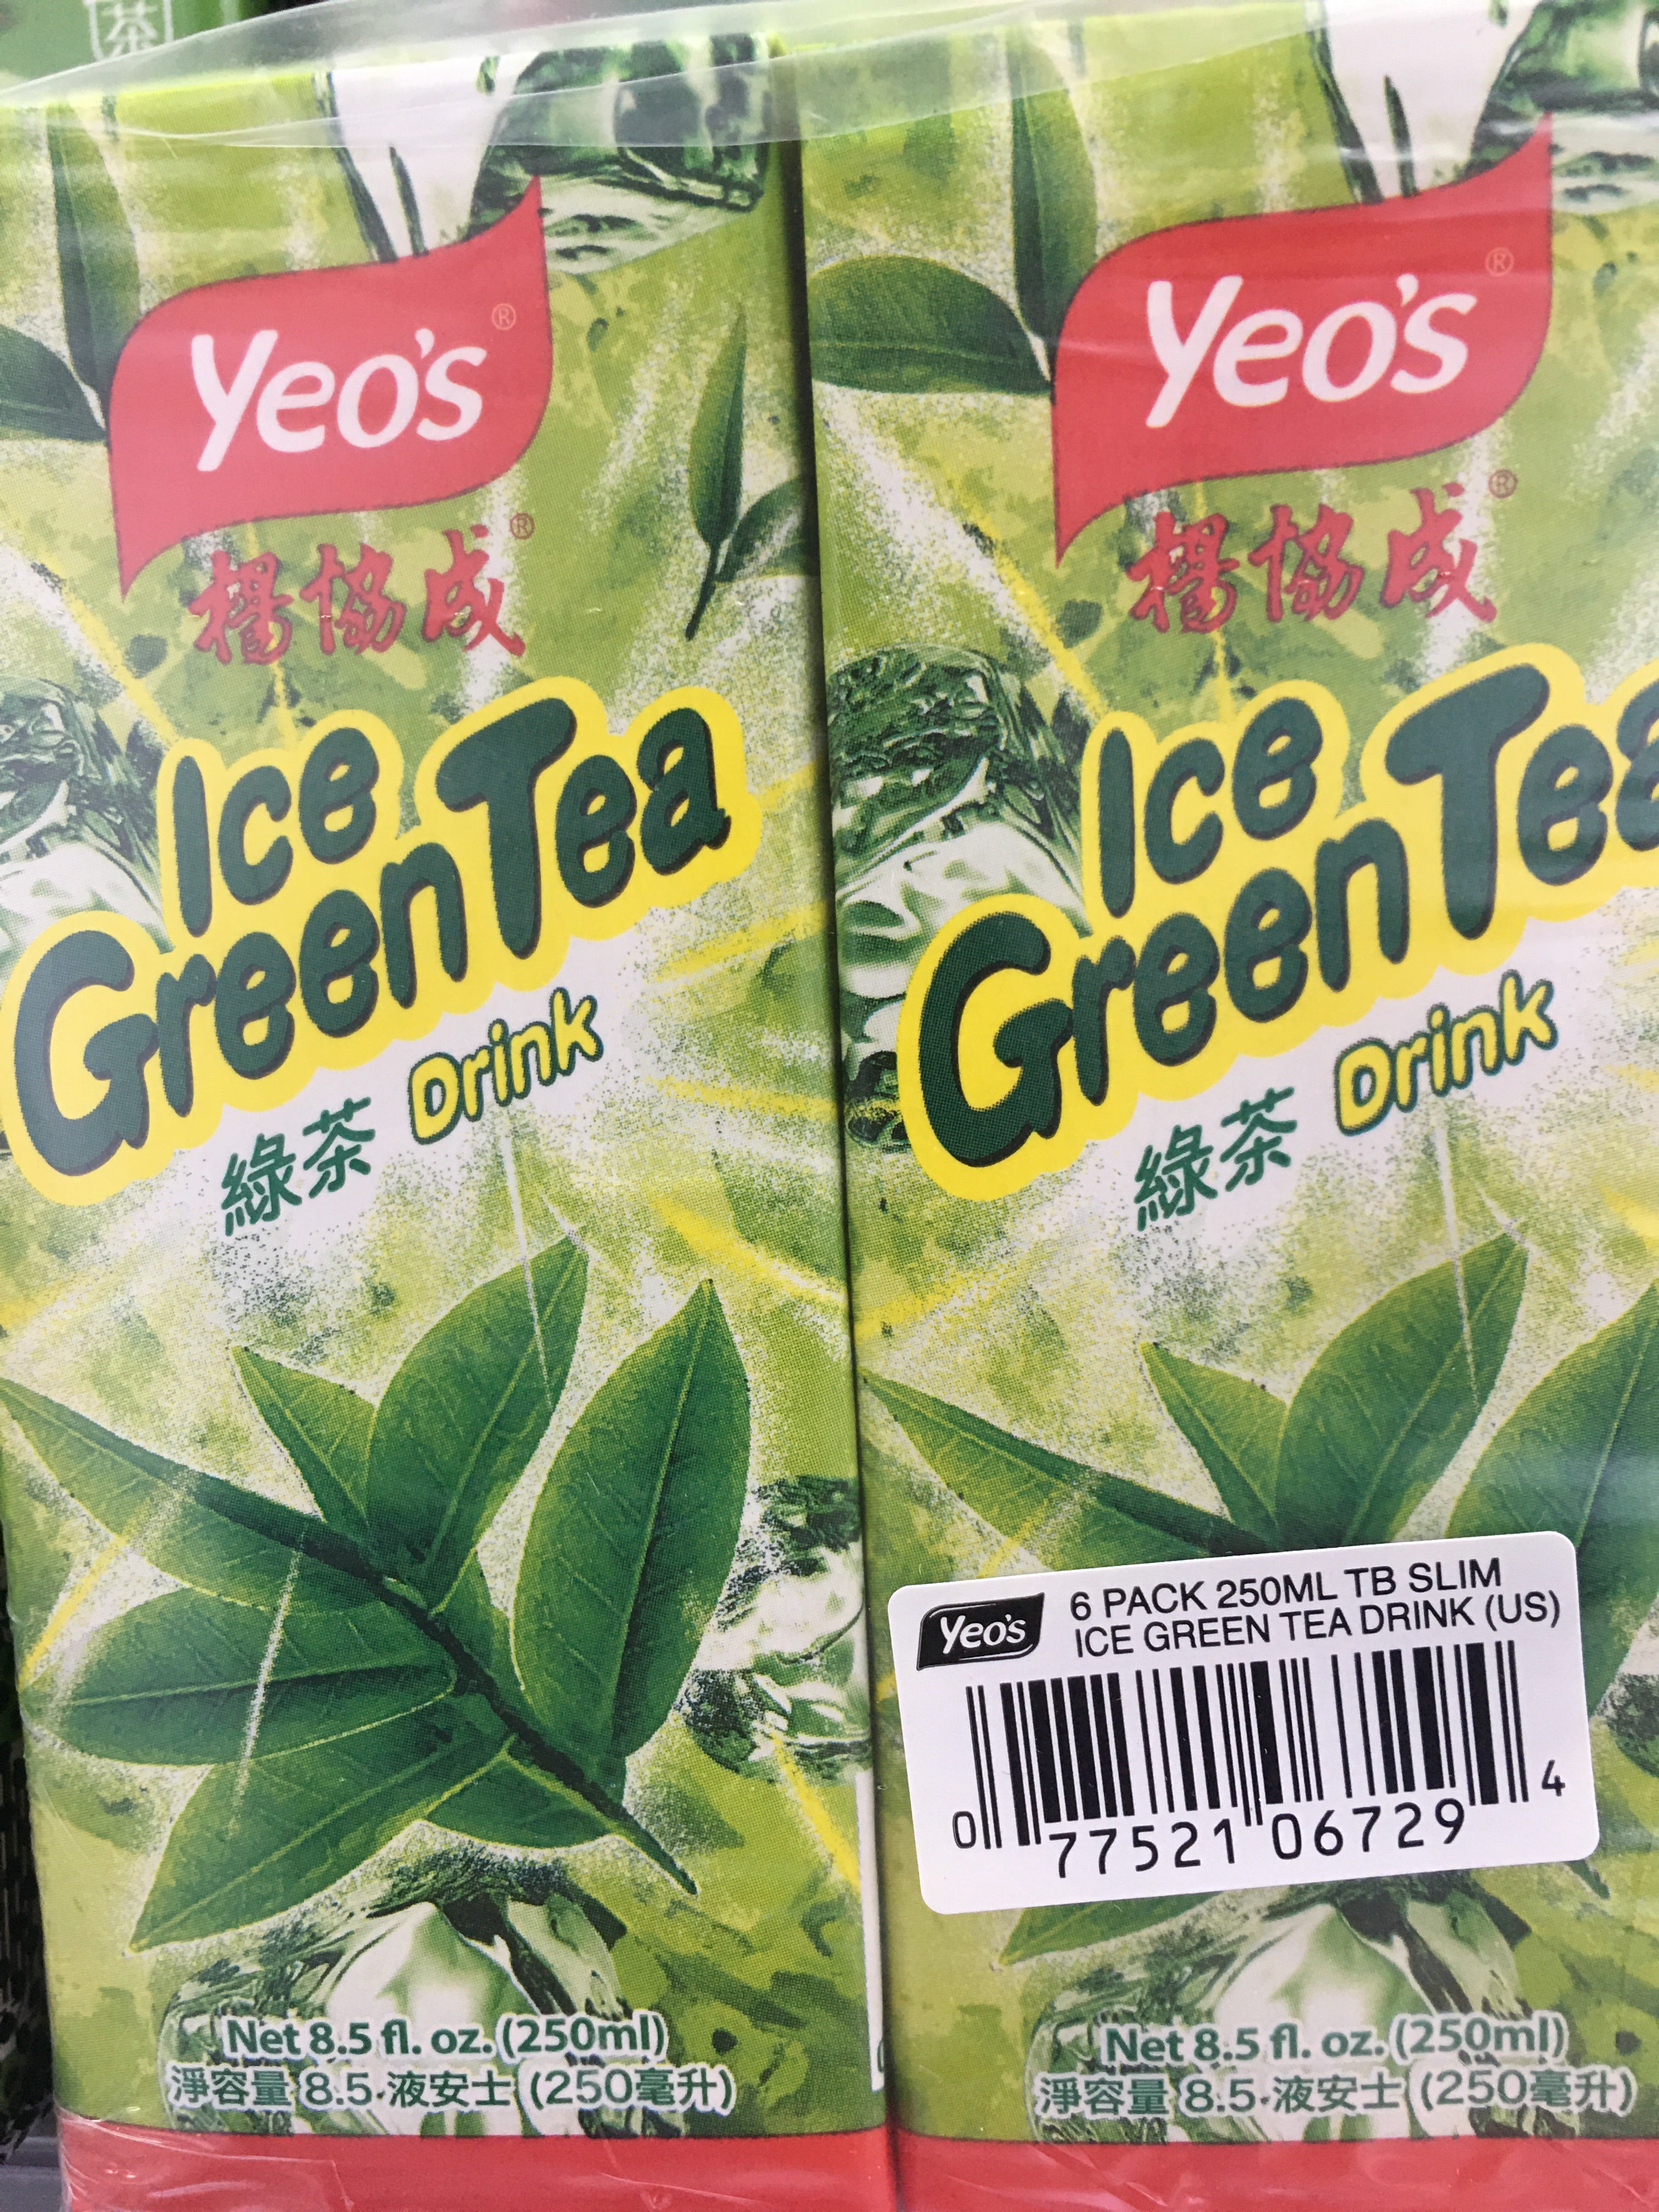 茶
Yeo's®
楊協成®
Ice
Green Tea
Drink
綠茶
Net 8.5 fl. oz. (250ml)
淨容量 8.5 液安士 (250毫升)
Yeo's®
楊協成®
Ice
Green Tea
Drink
綠茶
Yeo's
6 PACK 250ML TB SLIM
ICE GREEN TEA DRINK (US)
0 77521 06729 4
Net 8.5 fl. oz. (250ml)
淨容量 8.5 液安士 (250毫升)